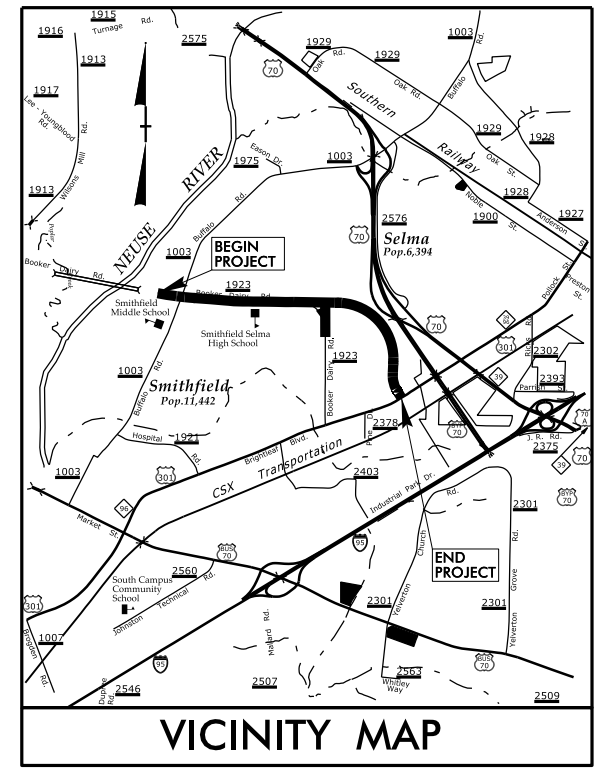 1915
Turnage Rd.
1916
2575
1913
1929
1929
1003
Rd.
Buffalo
70
Oak
Rd.
Oak Rd.
Southern
Railway
1917
Lee - Youngblood
Rd.
Rd.
Mill
Wilsons
1913
1929
1928
Eason Dr.
1975
1003
Oak St.
1928
Noble
St.
1900
Anderson
St.
1927
RIVER
NEUSE
Rd.
Buffalo
1003
2576
70
Selma
Pop.6,394
BEGIN
PROJECT
Booker Dairy Rd.
1923
Booker Dairy Rd.
Pollock St.
Preston
St.
Smithfield
Middle School
Smithfield Selma
High School
70
301
Ricks Rd.
2302
39
2393
Parrish
1923
Booker Dairy Rd.
1003
Buffalo Rd.
Smithfield
Pop.11,442
2378
70
A
J. R. Rd.
2375
39
70
BYP
70
Hospital
Rd.
1921
Brightleaf Blvd.
301
CSX Transportation
2403
Industrial Park Dr.
1003
96
Market St.
BUS
70
95
Rd.
Church
Yelverton
2301
Rd.
Grove
Yelverton
END
PROJECT
South Campus
Community
School
2560
Johnston Technical Rd.
2301
2301
301
1007
Brogden
Rd.
95
Mallard
Rd.
BUS
70
2563
Whitley
Way
2546
Dupree
Rd.
2507
2509
VICINITY MAP